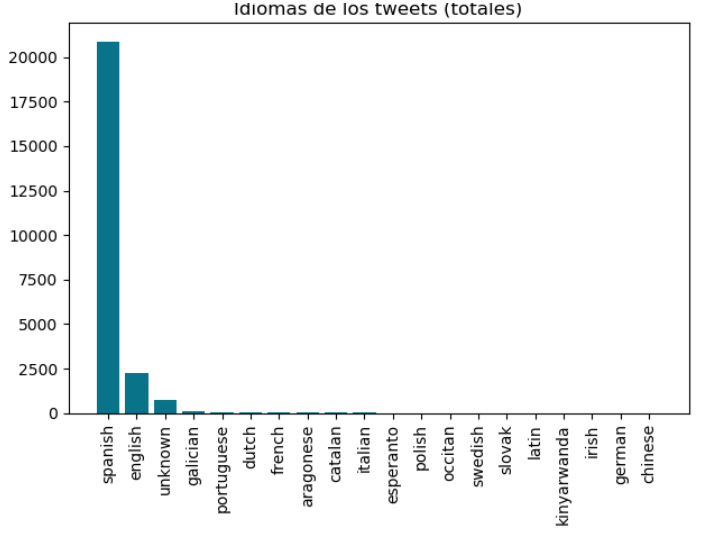 Idiomas de los tweets (totales)
20000
17500
15000
12500
10000
7500
5000
2500
0
spanish
english
unknown
galician
portuguese
dutch
french
aragonese
catalan
italian
esperanto
polish
occitan
swedish
slovak
latin
kinyarwanda
irish
german
chinese